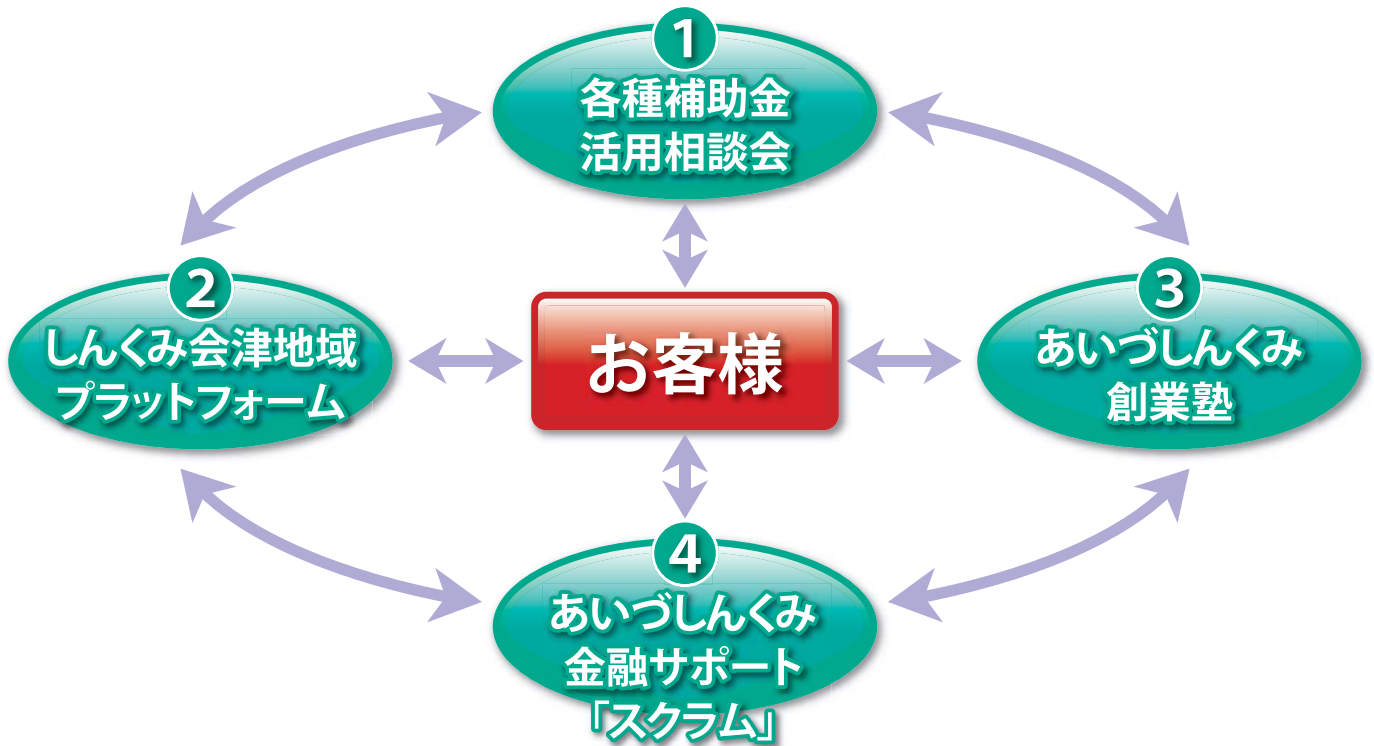 1
各種補助金
活用相談会
2
しんくみ会津地域
プラットフォーム
お客様
3
あいづしんくみ
創業塾
4
あいづしんくみ
金融サポート
「スクラム」